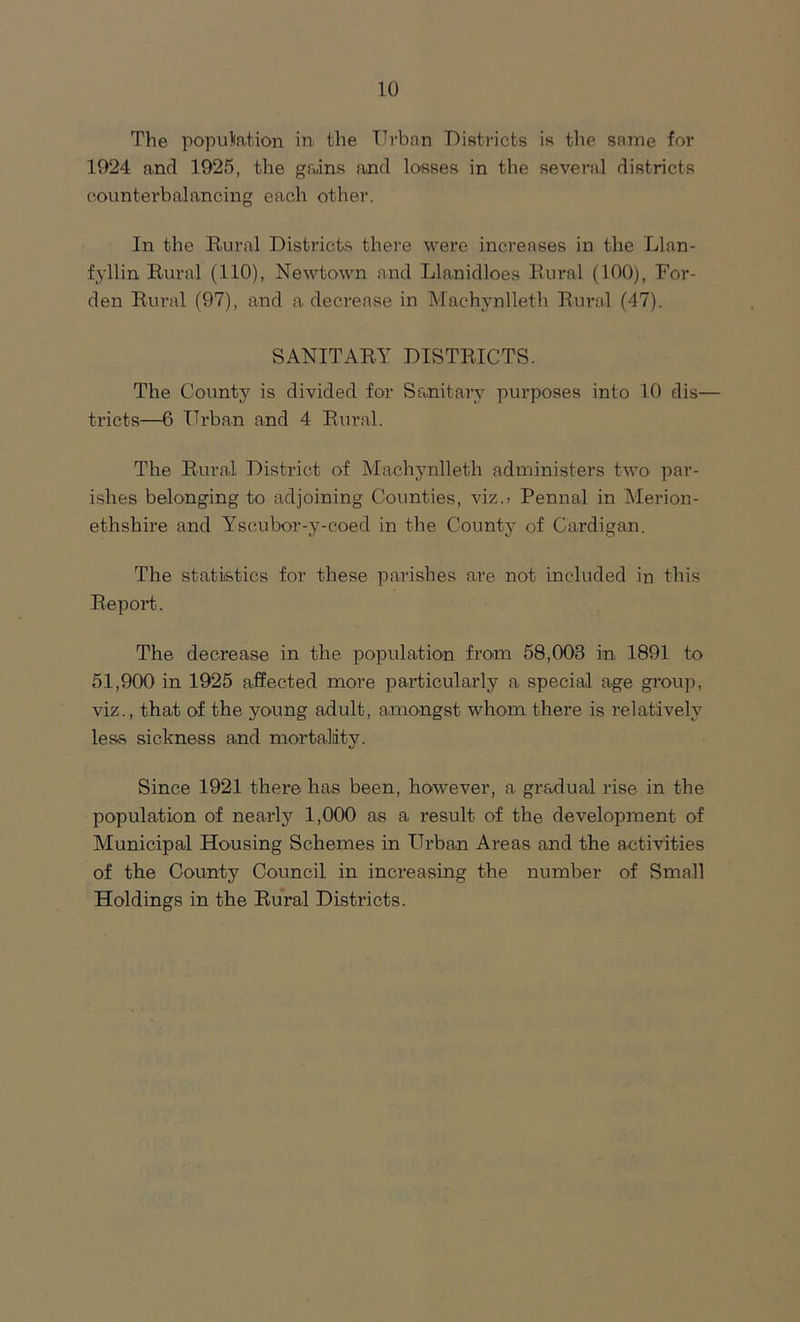 10
The population in the Urban Districts is the same for
1924 and 1925, the gains and losses in the several districts
counterbalancing each other.
In the Rural Districts there were increases in the Llan-
fyllin Rural (110), Newtown and Llanidloes Rural (100), For-
den Rural (97), and a decrease in Machynlleth Rural (47).
SANITARY DISTRICTS.
The County is divided for Sanitary purposes into 10 dis—
tricts—6 Urban and 4 Rural.
The Rural District of Machynlleth administers two par-
ishes belonging to adjoining Counties, viz., Pennal in Merion-
ethshire and Yscubor-y-coed in the County of Cardigan.
The statistics for these parishes are not included in this
Report.
The decrease in the population from 58,003 in 1891 to
51,900 in 1925 affected more particularly a special age group,
viz., that of the young adult, amongst whom there is relatively
less sickness and mortality.
Since 1921 there has been, however, a gradual rise in the
population of nearly 1,000 as a result of the development of
Municipal Housing Schemes in Urban Areas and the activities
of the County Council in increasing the number of Small
Holdings in the Rural Districts.